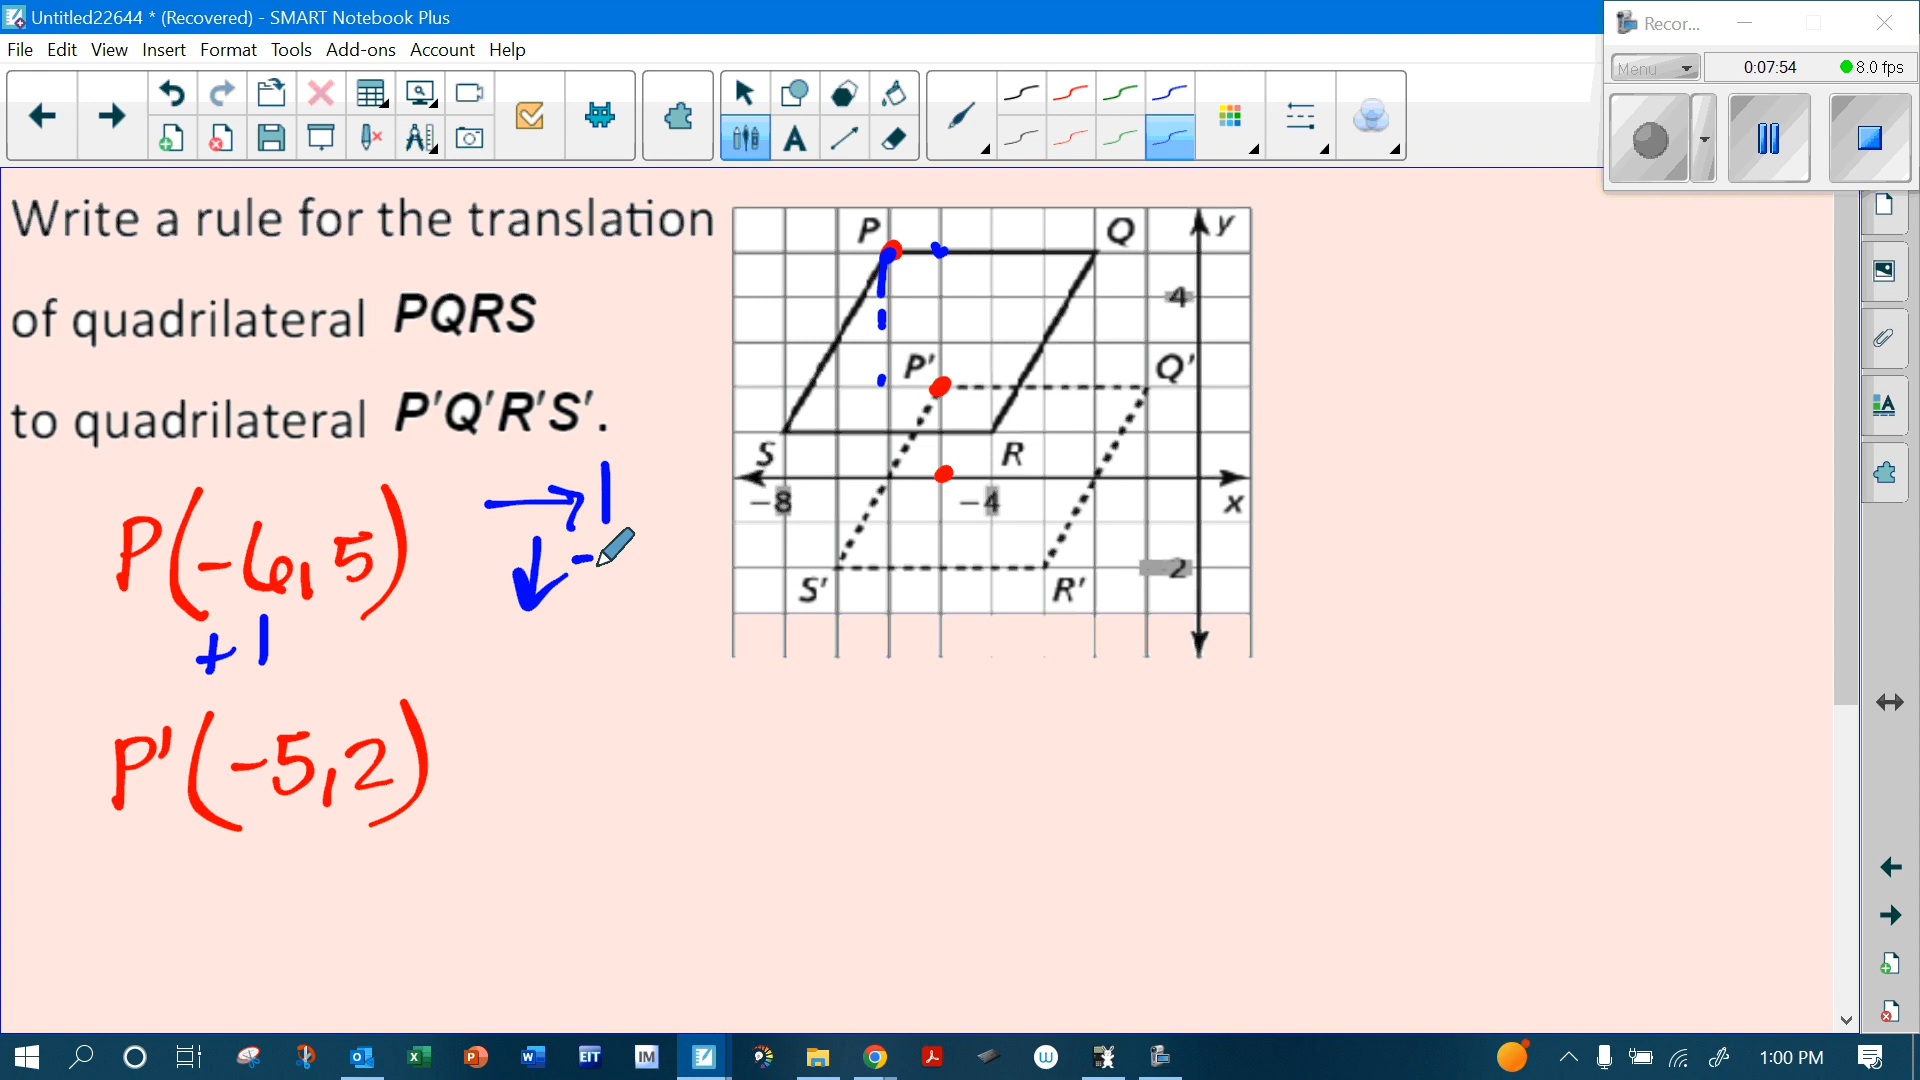 Untitled22644 * (Recovered) - SMART Notebook Plus
File Edit View Insert Format Tools Add-ons Account Help
Recor...
Menu 0:07:54 8.0 fps
Write a rule for the translation
of quadrilateral PQRS
to quadrilateral P'Q'R'S'.
P(-6,5)
+1
P'(-5,2)
→1
↓-
P Q y
4
P' Q'
S R
-8 -4 x
-2
S' R'
1:00 PM